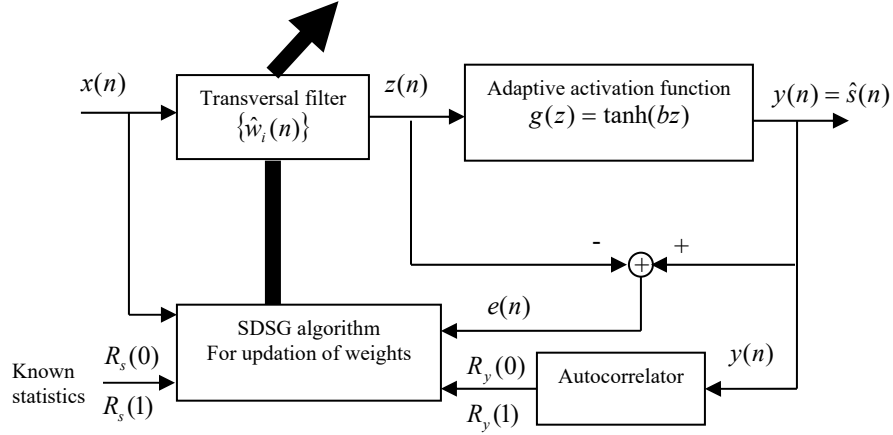 x(n)
Transversal filter
{ŵᵢ(n)}
z(n)
Adaptive activation function
g(z) = tanh(bz)
y(n) = ŝ(n)
-
+
+
e(n)
SDSG algorithm
For updation of weights
Known
statistics
Rₛ(0)
Rₛ(1)
R_y(0)
R_y(1)
Autocorrelator
y(n)